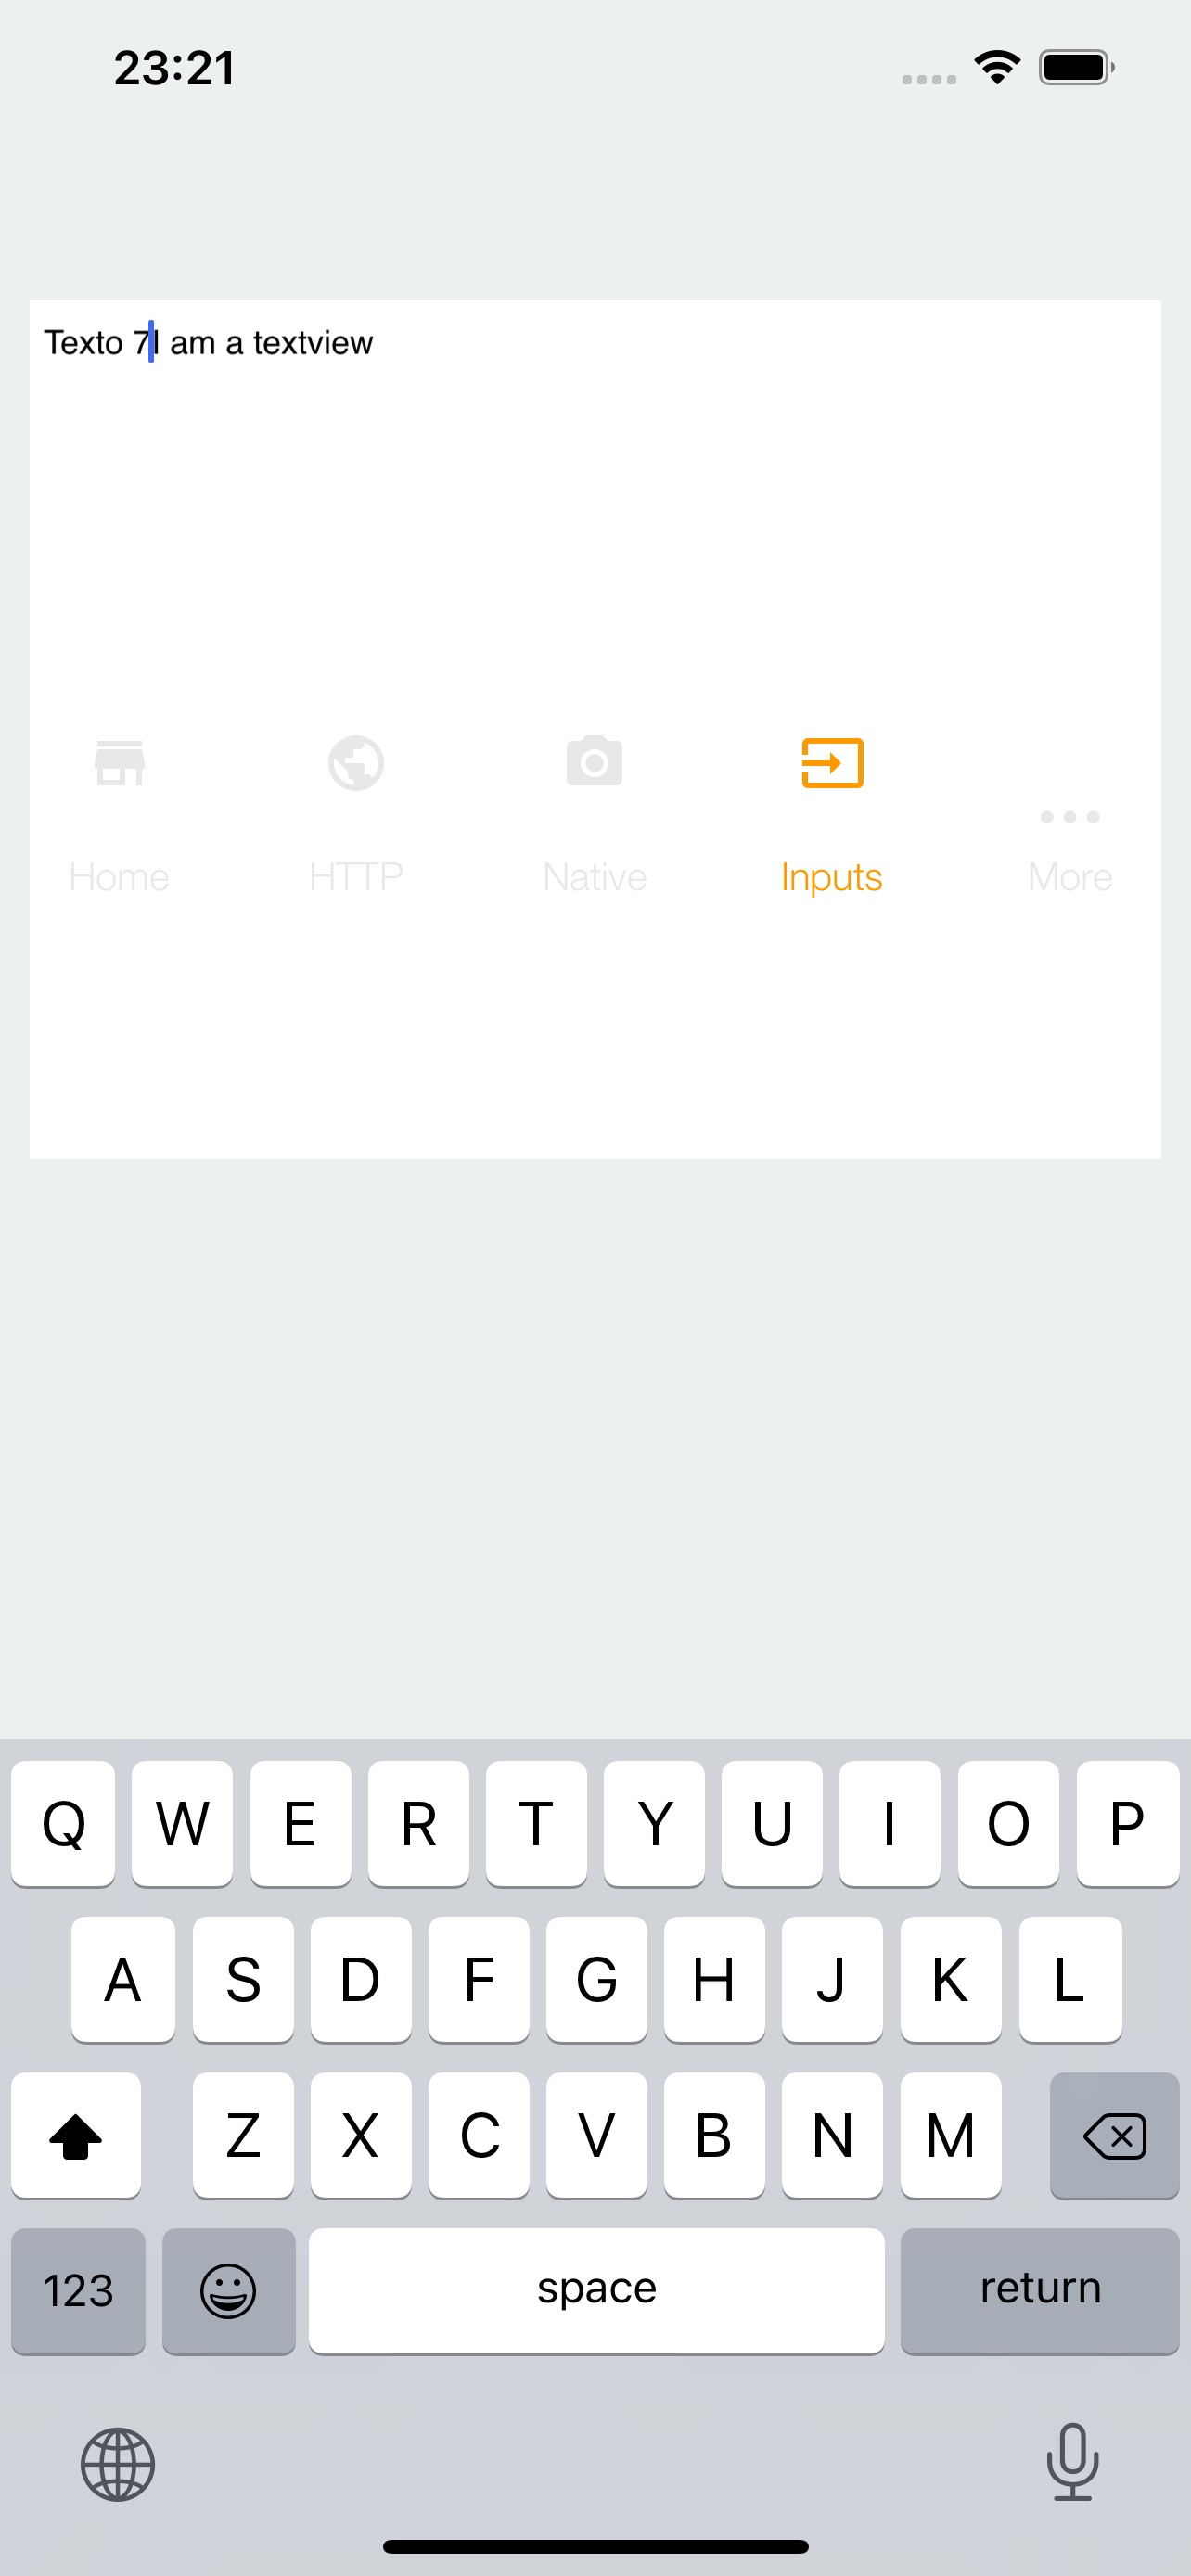 23:21
Texto 7I am a textview
Home HTTP Native Inputs More
Q W E R T Y U I O P
A S D F G H J K L
Z X C V B N M
123 space return